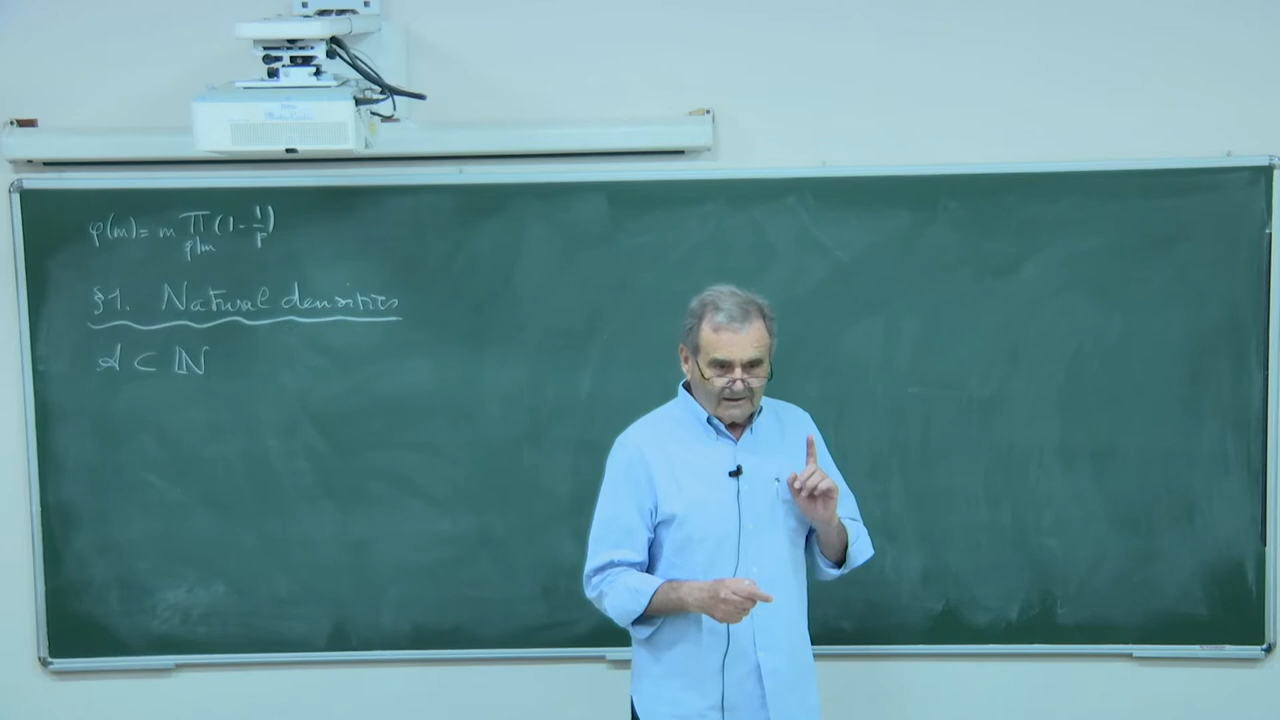 φ(m) = m ∏ (1 - 1/p)
p|m
§1. Natural densities
A ⊂ ℕ